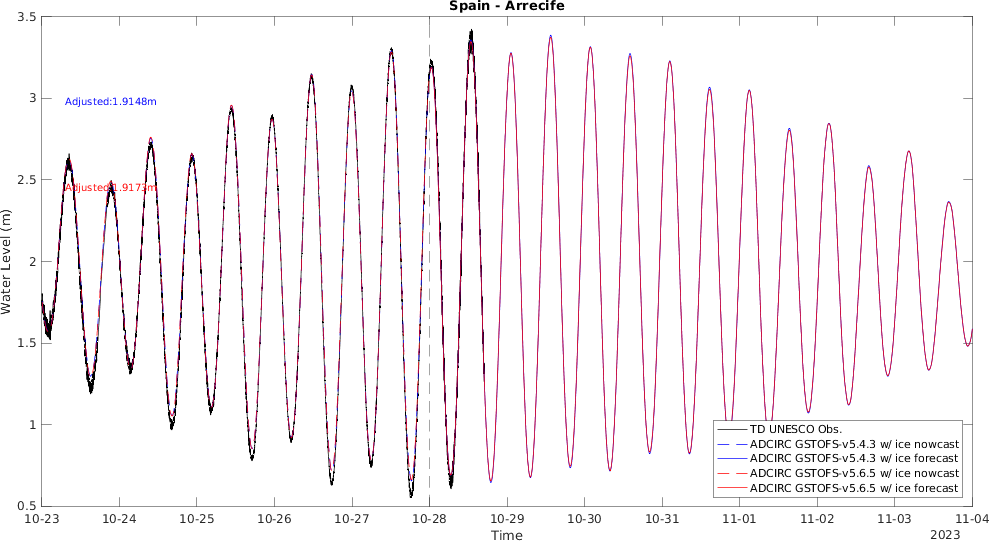 Spain - Arrecife
3.5
3
2.5
2
1.5
1
0.5
Water Level (m)
Adjusted:1.9148m
Adjusted:1.9173m
TD UNESCO Obs.
ADCIRC GSTOFS-v5.4.3 w/ ice nowcast
ADCIRC GSTOFS-v5.4.3 w/ ice forecast
ADCIRC GSTOFS-v5.6.5 w/ ice nowcast
ADCIRC GSTOFS-v5.6.5 w/ ice forecast
10-23 10-24 10-25 10-26 10-27 10-28 10-29 10-30 10-31 11-01 11-02 11-03 11-04
Time
2023